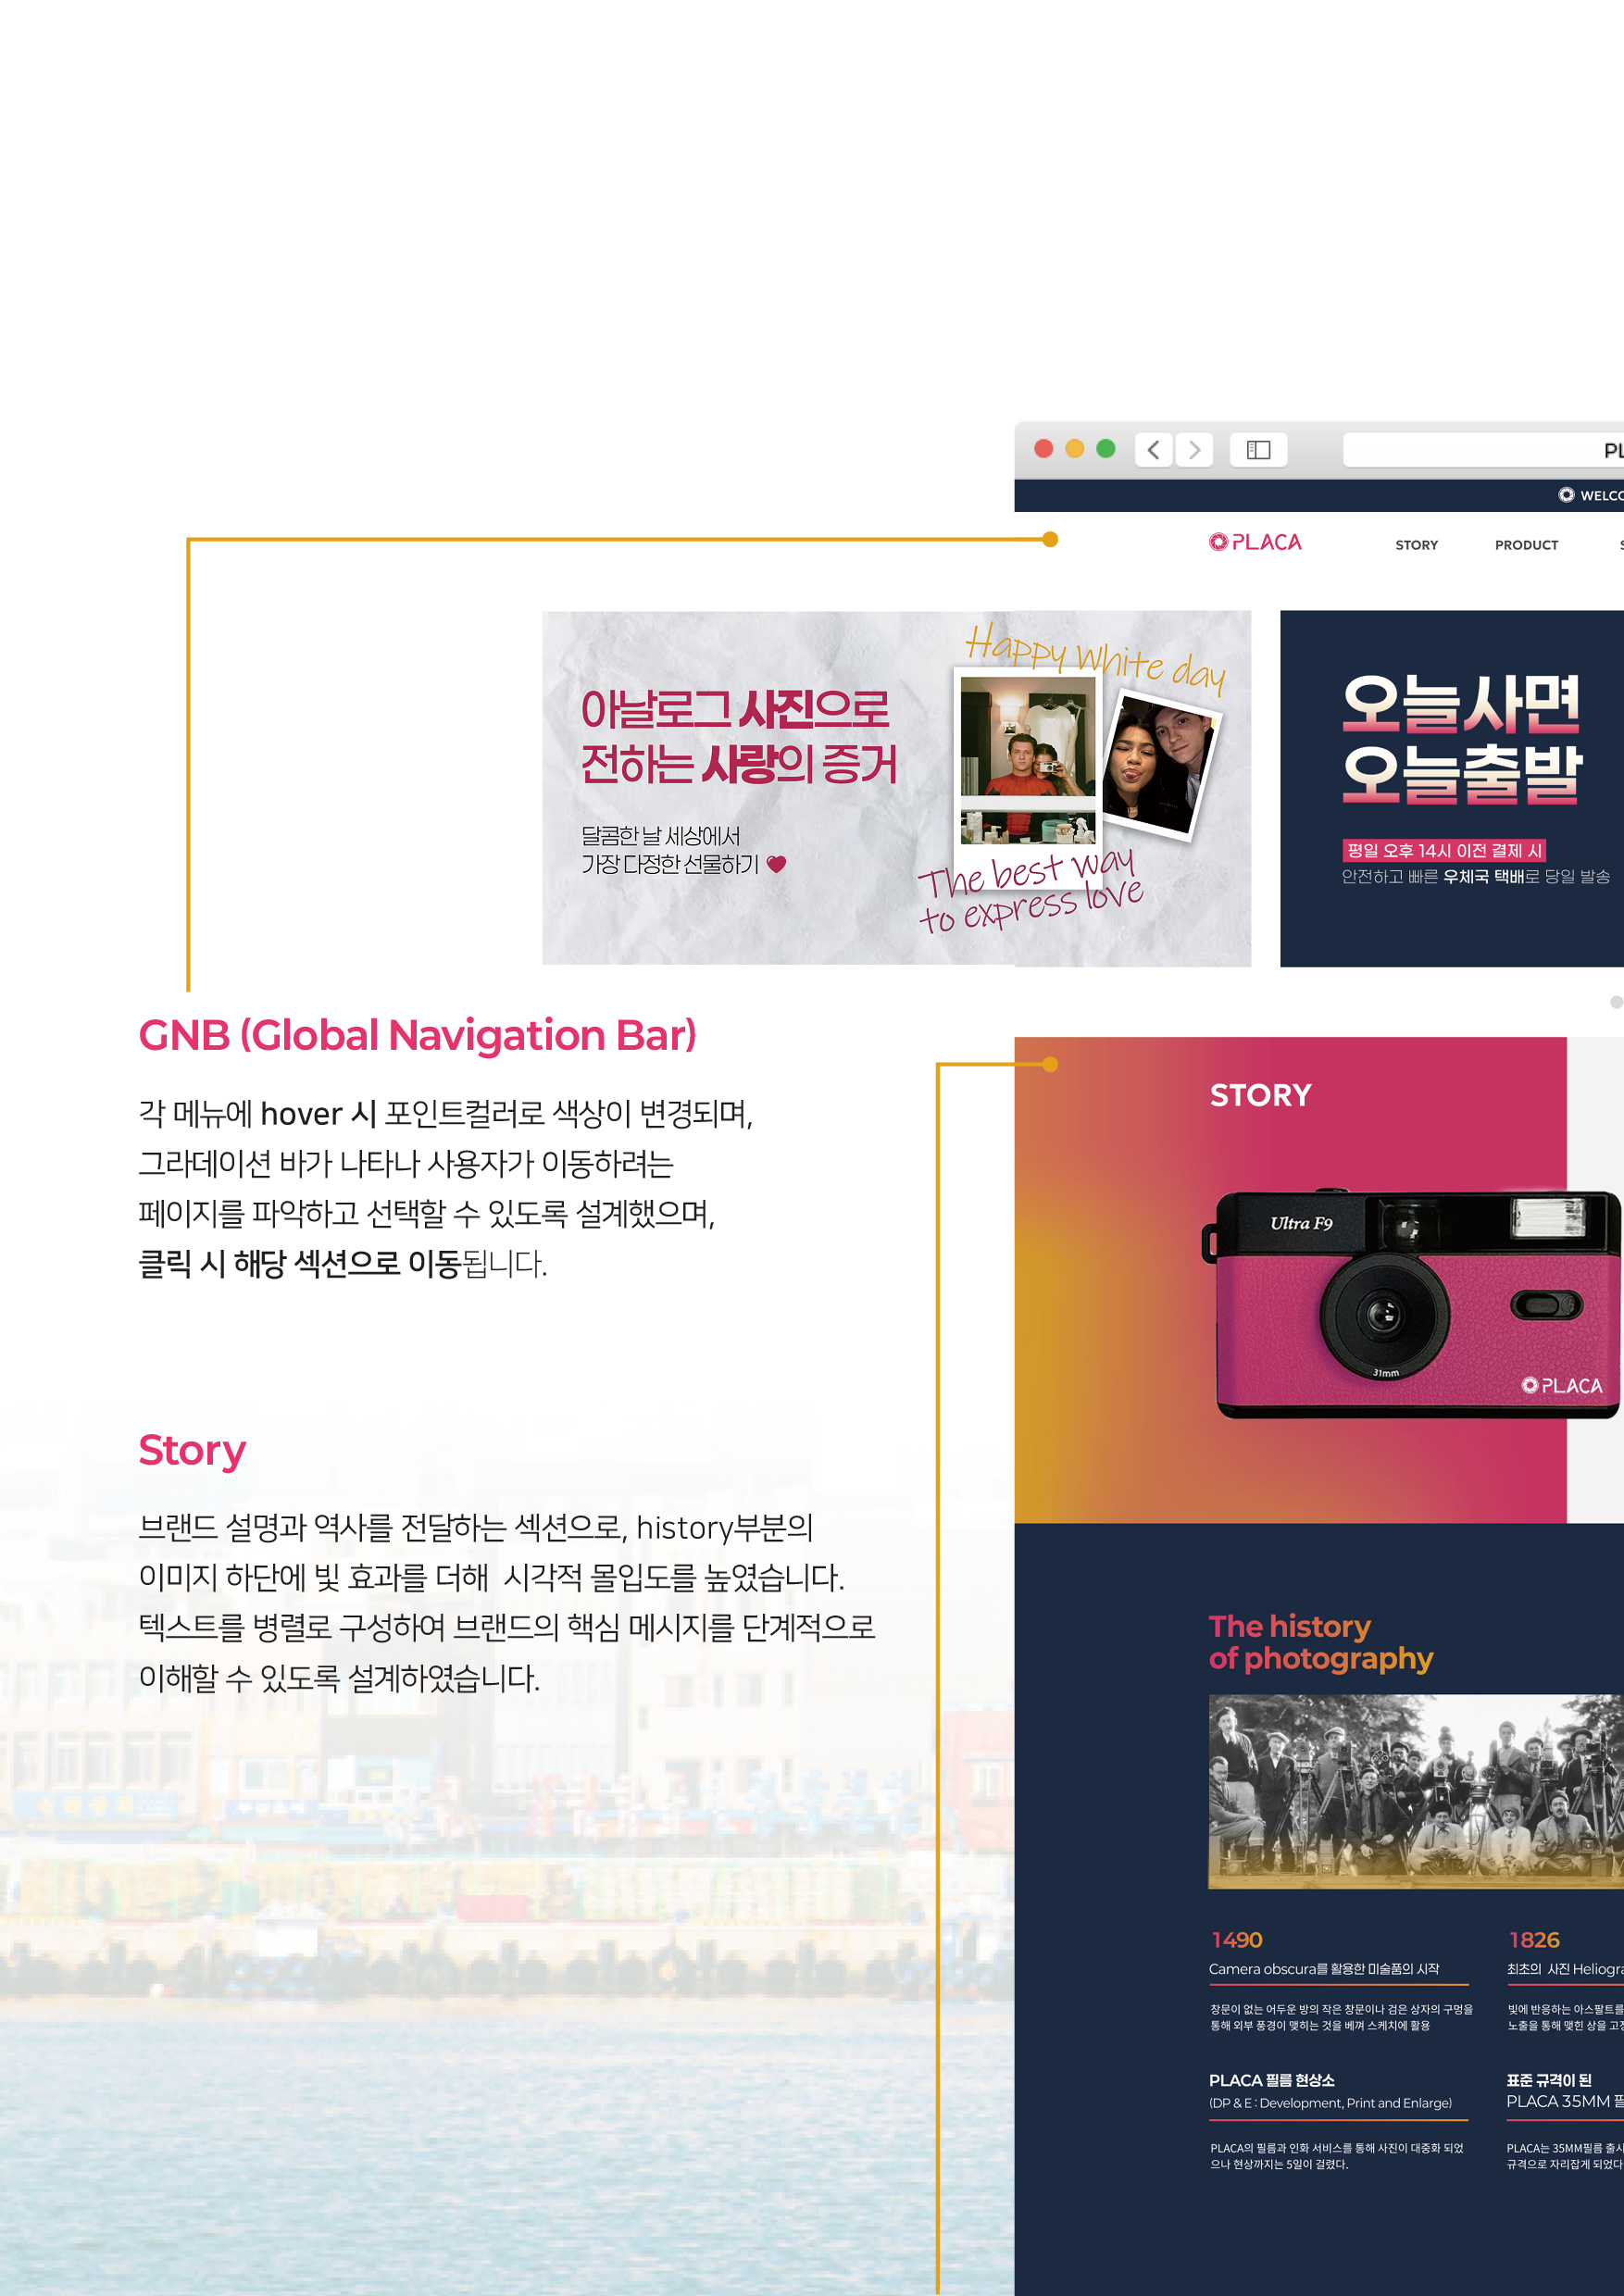 WELCO
PLACA
STORY
PRODUCT
아날로그 사진으로
전하는 사랑의 증거
달콤한 날 세상에서
가장 다정한 선물하기
Happy White day
The best way
to express love
오늘사면
오늘출발
평일 오후 14시 이전 결제 시
안전하고 빠른 우체국 택배로 당일 발송
GNB (Global Navigation Bar)
각 메뉴에 hover 시 포인트컬러로 색상이 변경되며,
그라데이션 바가 나타나 사용자가 이동하려는
페이지를 파악하고 선택할 수 있도록 설계했으며,
클릭 시 해당 섹션으로 이동됩니다.
STORY
Ultra F9
31mm
PLACA
Story
브랜드 설명과 역사를 전달하는 섹션으로, history부분의
이미지 하단에 빛 효과를 더해 시각적 몰입도를 높였습니다.
텍스트를 병렬로 구성하여 브랜드의 핵심 메시지를 단계적으로
이해할 수 있도록 설계하였습니다.
The history
of photography
1490
Camera obscura를 활용한 미술품의 시작
창문이 없는 어두운 방의 작은 창문이나 검은 상자의 구멍을
통해 외부 풍경이 맺히는 것을 베껴 스케치에 활용
1826
최초의 사진 Heliogra
빛에 반응하는 아스팔트를
노출을 통해 맺힌 상을 고정
PLACA 필름 현상소
(DP & E : Development, Print and Enlarge)
PLACA의 필름과 인화 서비스를 통해 사진이 대중화 되었
으나 현상까지는 5일이 걸렸다.
표준 규격이 된
PLACA 35MM 필
PLACA는 35MM필름 출시
규격으로 자리잡게 되었다